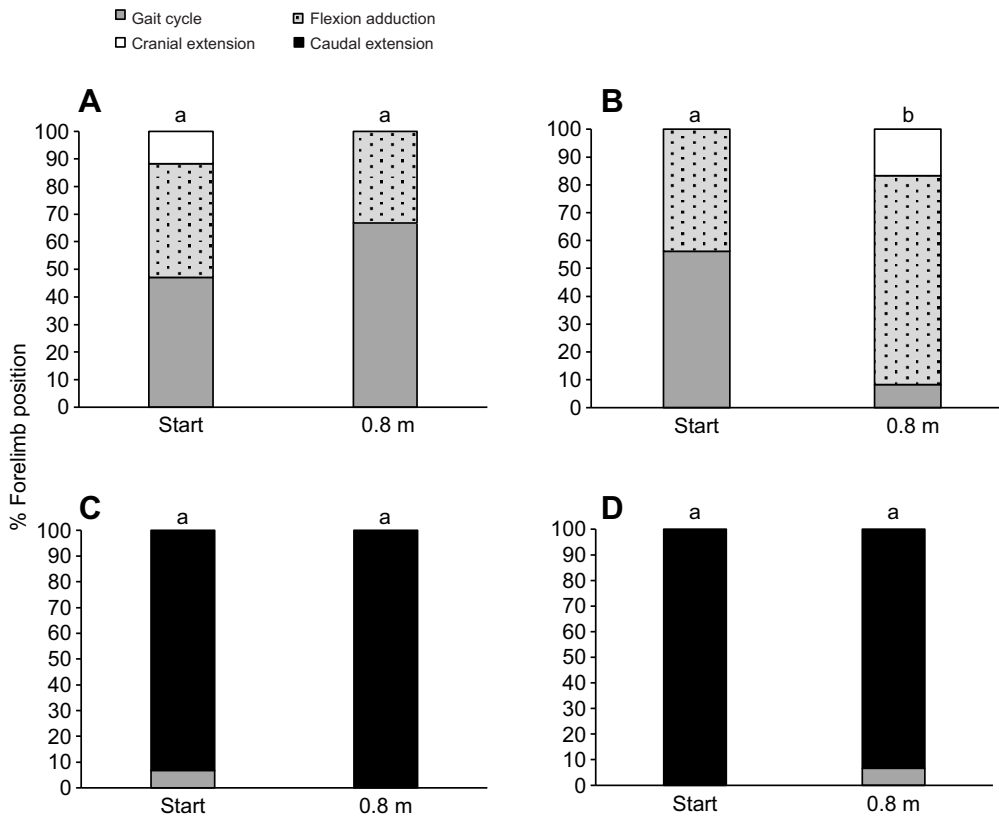 Gait cycle
Flexion adduction
Cranial extension
Caudal extension
% Forelimb position
A
a
a
100
90
80
70
60
50
40
30
20
10
0
Start
0.8 m
B
a
b
100
90
80
70
60
50
40
30
20
10
0
Start
0.8 m
C
a
a
100
90
80
70
60
50
40
30
20
10
0
Start
0.8 m
D
a
a
100
90
80
70
60
50
40
30
20
10
0
Start
0.8 m